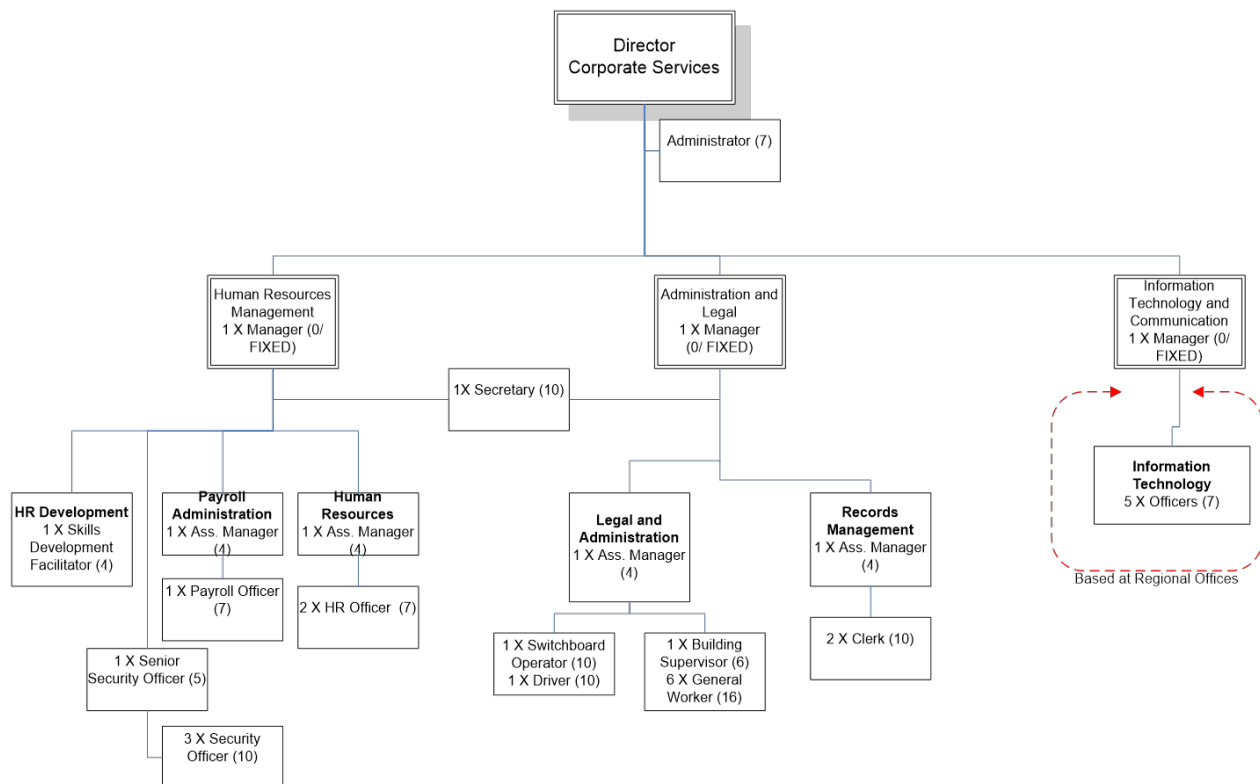 Director
Corporate Services
Administrator (7)
Human Resources
Management
1 X Manager (0/
FIXED)
Administration and
Legal
1 X Manager
(0/ FIXED)
Information
Technology and
Communication
1 X Manager (0/
FIXED)
1X Secretary (10)
HR Development
1 X Skills
Development
Facilitator (4)
Payroll
Administration
1 X Ass. Manager
(4)
Human
Resources
1 X Ass. Manager
(4)
Legal and
Administration
1 X Ass. Manager
(4)
Records
Management
1 X Ass. Manager
(4)
Information
Technology
5 X Officers (7)
Based at Regional Offices
1 X Payroll Officer
(7)
2 X HR Officer (7)
1 X Switchboard
Operator (10)
1 X Driver (10)
1 X Building
Supervisor (6)
6 X General
Worker (16)
2 X Clerk (10)
1 X Senior
Security Officer (5)
3 X Security
Officer (10)